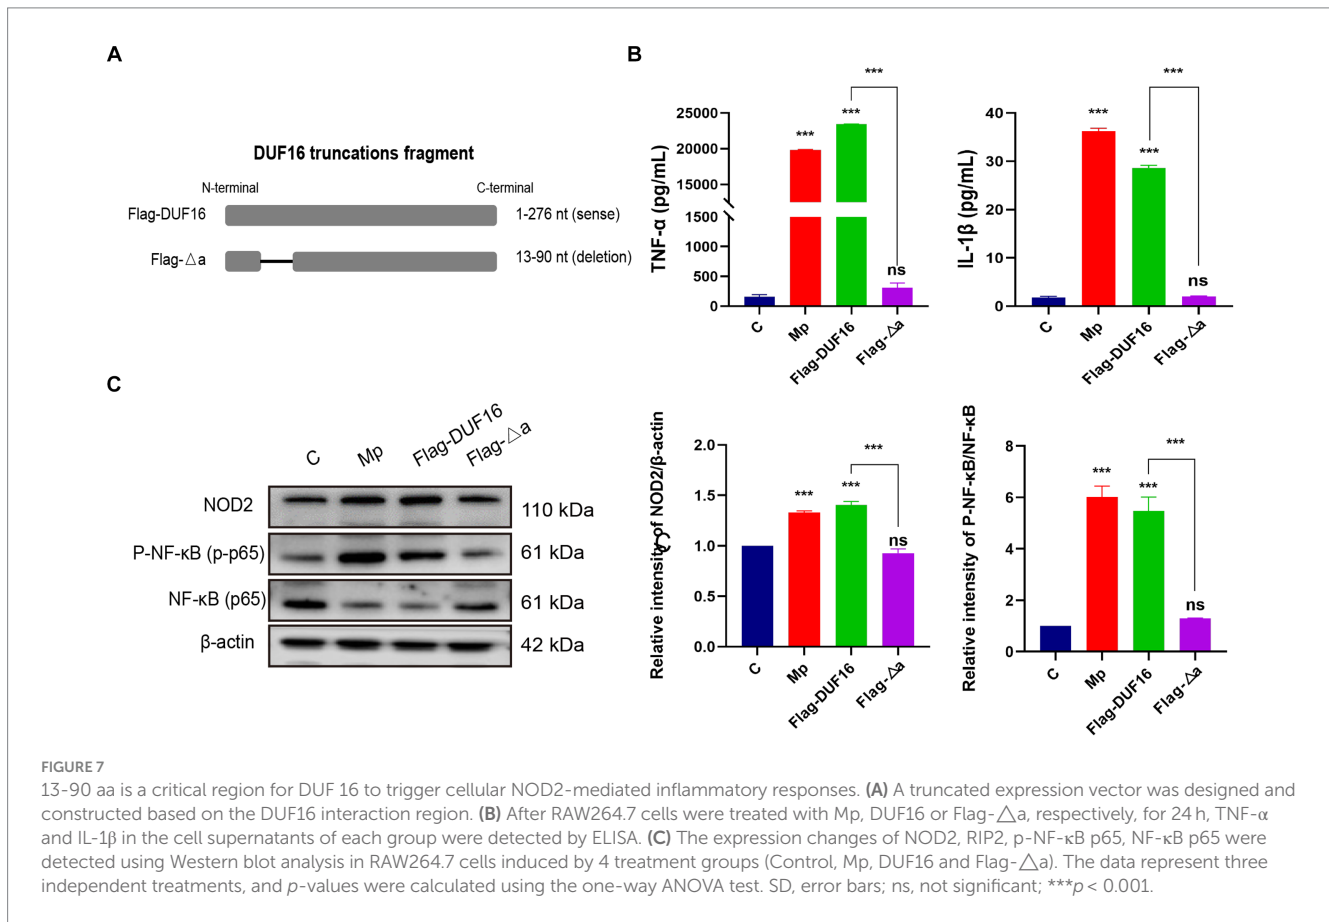 A
DUF16 truncations fragment
N-terminal
C-terminal
Flag-DUF16
1-276 nt (sense)
Flag-△a
13-90 nt (deletion)
B
TNF-α (pg/mL)
25000
20000
15000
1500
1000
500
0
***
***
***
ns
C
Mp
Flag-DUF16
Flag-△a
IL-1β (pg/mL)
40
30
20
10
0
***
***
***
ns
C
Mp
Flag-DUF16
Flag-△a
C
C
Mp
Flag-DUF16
Flag-△a
NOD2
110 kDa
P-NF-κB (p-p65)
61 kDa
NF-κB (p65)
61 kDa
β-actin
42 kDa
Relative intensity of NOD2/β-actin
2.0
1.5
1.0
0.5
0.0
***
***
***
ns
C
Mp
Flag-DUF16
Flag-△a
Relative intensity of P-NF-κB/NF-κB
8
6
4
2
0
***
***
***
ns
C
Mp
Flag-DUF16
Flag-△a
FIGURE 7
13-90 aa is a critical region for DUF 16 to trigger cellular NOD2-mediated inflammatory responses. (A) A truncated expression vector was designed and
constructed based on the DUF16 interaction region. (B) After RAW264.7 cells were treated with Mp, DUF16 or Flag-△a, respectively, for 24 h, TNF-α
and IL-1β in the cell supernatants of each group were detected by ELISA. (C) The expression changes of NOD2, RIP2, p-NF-κB p65, NF-κB p65 were
detected using Western blot analysis in RAW264.7 cells induced by 4 treatment groups (Control, Mp, DUF16 and Flag-△a). The data represent three
independent treatments, and p-values were calculated using the one-way ANOVA test. SD, error bars; ns, not significant; ***p < 0.001.